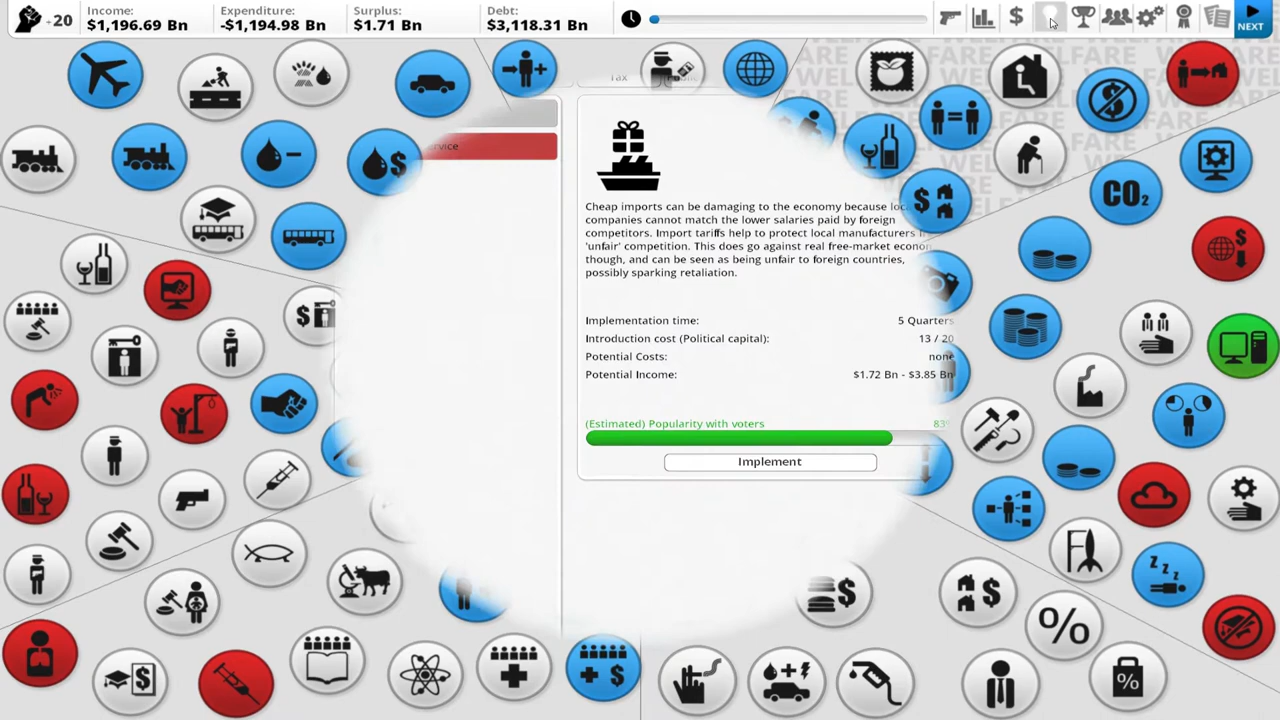 +20
Income:
$1,196.69 Bn
Expenditure:
-$1,194.98 Bn
Surplus:
$1.71 Bn
Debt:
$3,118.31 Bn
NEXT
Tax
WELFARE
CO₂
Cheap imports can be damaging to the economy because
companies cannot match the lower salaries paid by foreign
competitors. Import tariffs help to protect local manufacturers
'unfair' competition. This does go against real free-market
though, and can be seen as being unfair to foreign countries,
possibly sparking retaliation.
Implementation time: 5 Quarters
Introduction cost (Political capital): 13 / 20
Potential Costs: none
Potential Income: $1.72 Bn - $3.85 Bn
(Estimated) Popularity with voters 83
Implement
Z Z Z
%
%